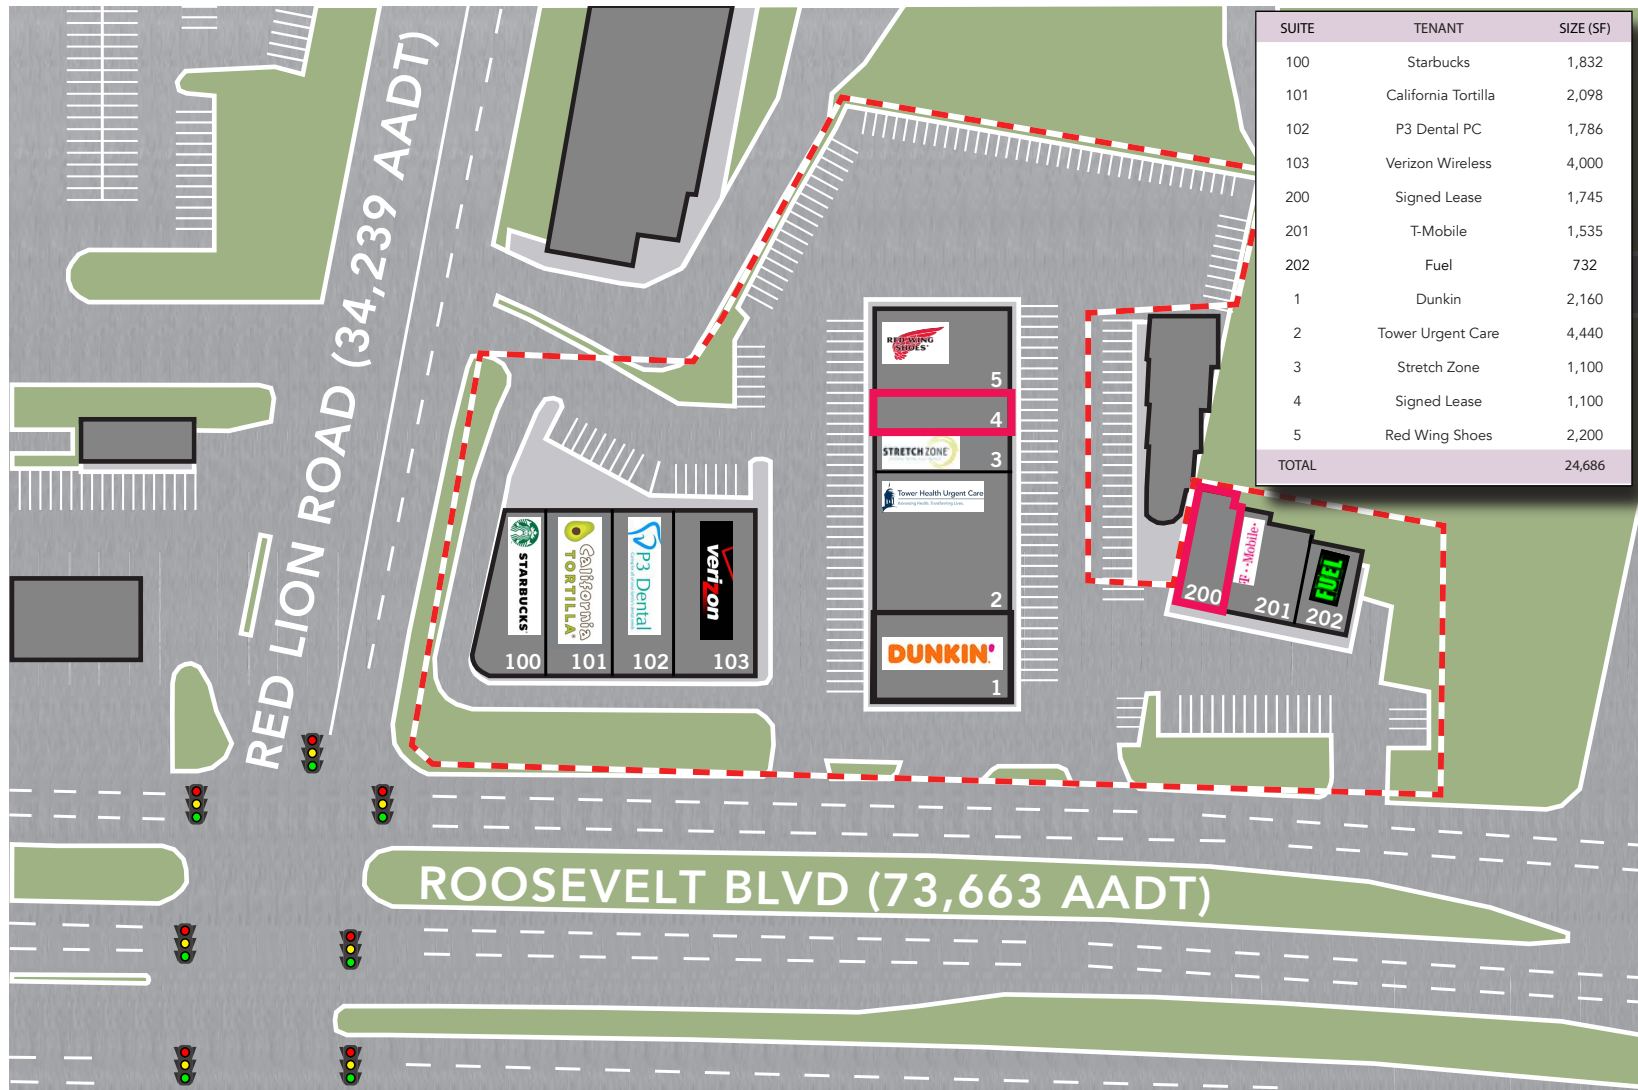 SUITE TENANT SIZE (SF)
100 Starbucks 1,832
101 California Tortilla 2,098
102 P3 Dental PC 1,786
103 Verizon Wireless 4,000
200 Signed Lease 1,745
201 T-Mobile 1,535
202 Fuel 732
1 Dunkin 2,160
2 Tower Urgent Care 4,440
3 Stretch Zone 1,100
4 Signed Lease 1,100
5 Red Wing Shoes 2,200
TOTAL 24,686
RED LION ROAD (34,239 AADT)
RED WING
SHOES
5
4
STRETCH ZONE
3
Tower Health Urgent Care
Advancing Health. Transforming Lives.
2
DUNKIN'
1
STARBUCKS
100
California
TORTILLA
101
P3 Dental
102
verizon
103
200
T-Mobile
201
FUEL
202
ROOSEVELT BLVD (73,663 AADT)